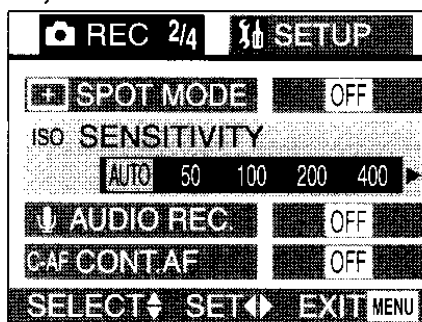 REC 2/4 SETUP
SPOT MODE OFF
ISO SENSITIVITY
AUTO 50 100 200 400
AUDIO REC. OFF
C-AF CONT.AF OFF
SELECT SET EXIT MENU